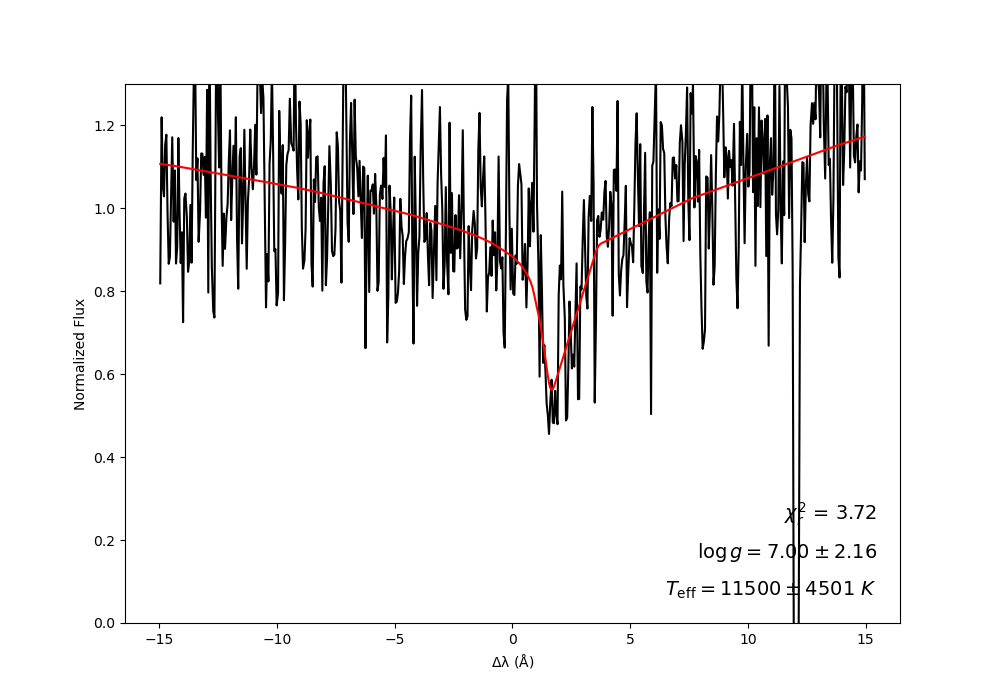 1.2
1.0
0.8
0.6
0.4
0.2
0.0
Normalized Flux
χ²_r = 3.72
log g = 7.00 ± 2.16
T_eff = 11500 ± 4501 K
−15 −10 −5 0 5 10 15
Δλ (Å)